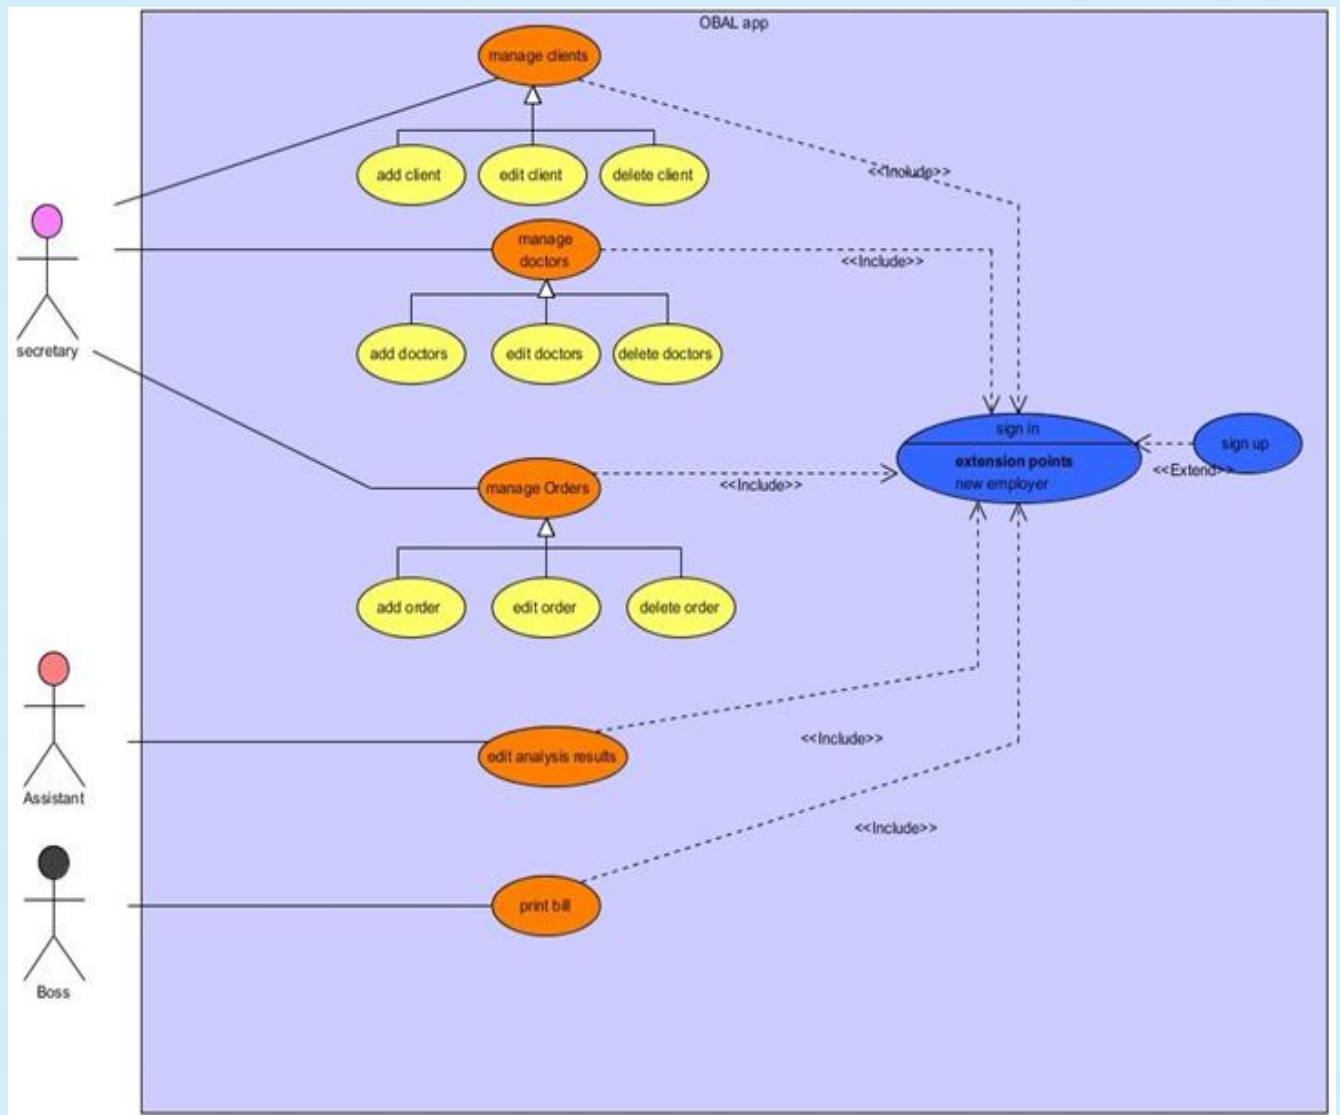 OBAL app
manage clients
add client
edit client
delete client
<<Include>>
manage
doctors
<<Include>>
add doctors
edit doctors
delete doctors
secretary
sign in
extension points
new employer
sign up
<<Extend>>
manage Orders
<<Include>>
add order
edit order
delete order
Assistant
edit analysis results
<<Include>>
<<Include>>
Boss
print bill